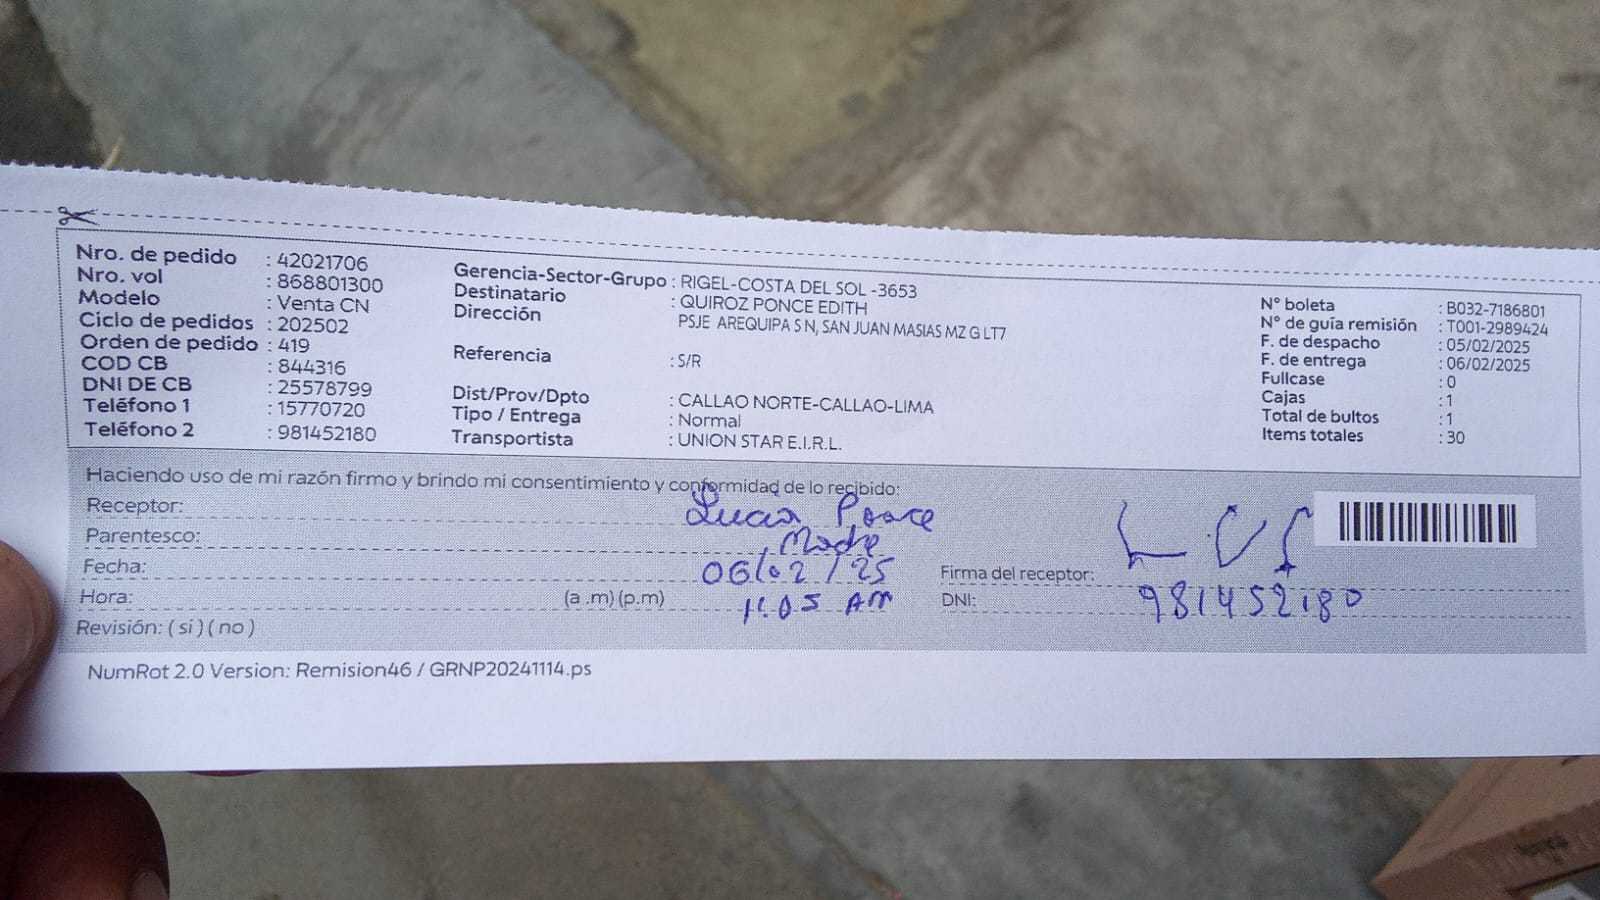 Nro. de pedido : 42021706
Nro. vol : 868801300
Modelo : Venta CN
Ciclo de pedidos : 202502
Orden de pedido : 419
COD CB : 844316
DNI DE CB : 25578799
Teléfono 1 : 15770720
Teléfono 2 : 981452180
Gerencia-Sector-Grupo : RIGEL-COSTA DEL SOL -3653
Destinatario : QUIROZ PONCE EDITH
Dirección PSJE AREQUIPA S N, SAN JUAN MASIAS MZ G LT7
Referencia : S/R
Dist/Prov/Dpto : CALLAO NORTE-CALLAO-LIMA
Tipo / Entrega : Normal
Transportista : UNION STAR E.I.R.L.
N° boleta : B032-7186801
N° de guía remisión : T001-2989424
F. de despacho : 05/02/2025
F. de entrega : 06/02/2025
Fullcase : 0
Cajas : 1
Total de bultos : 1
Items totales : 30
Haciendo uso de mi razón firmo y brindo mi consentimiento y conformidad de lo recibido:
Receptor: Lucia Ponce
Parentesco: Madre
Fecha: 06/02/25
Hora: (a .m) (p.m) 11:05 AM
Revisión: ( si ) ( no )
Firma del receptor:
DNI: 981452180
NumRot 2.0 Version: Remision46 / GRNP20241114.ps